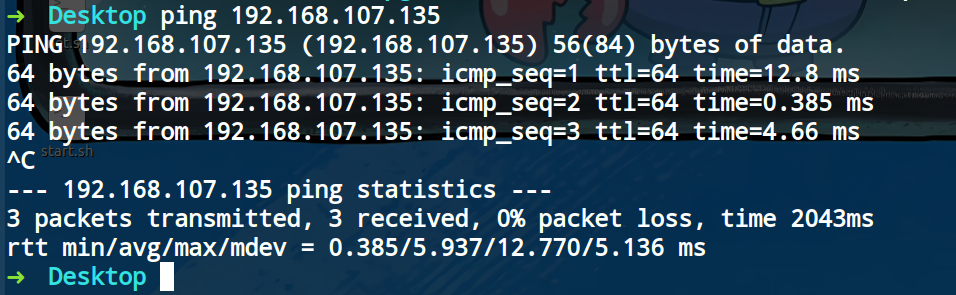 → Desktop ping 192.168.107.135
PING 192.168.107.135 (192.168.107.135) 56(84) bytes of data.
64 bytes from 192.168.107.135: icmp_seq=1 ttl=64 time=12.8 ms
64 bytes from 192.168.107.135: icmp_seq=2 ttl=64 time=0.385 ms
64 bytes from 192.168.107.135: icmp_seq=3 ttl=64 time=4.66 ms
start.sh
^C
--- 192.168.107.135 ping statistics ---
3 packets transmitted, 3 received, 0% packet loss, time 2043ms
rtt min/avg/max/mdev = 0.385/5.937/12.770/5.136 ms
→ Desktop